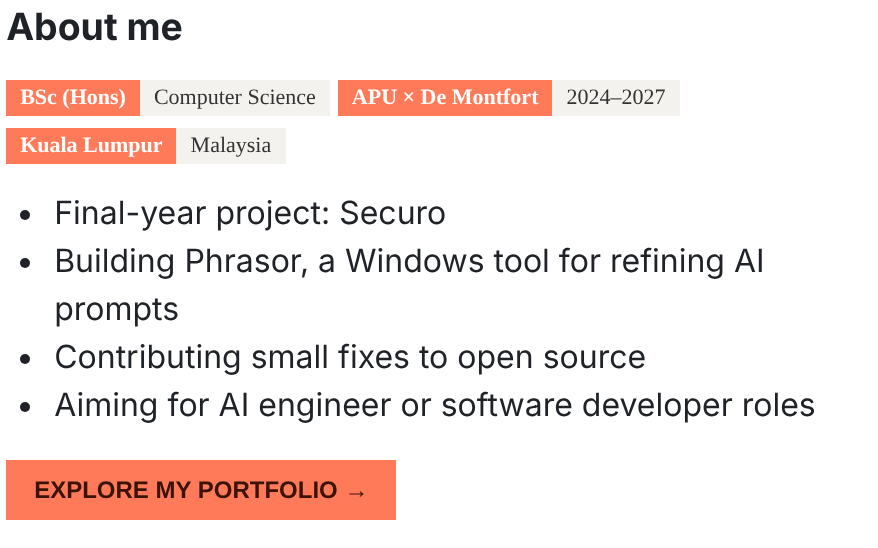 About me
BSc (Hons) Computer Science APU × De Montfort 2024–2027
Kuala Lumpur Malaysia
• Final-year project: Securo
• Building Phrasor, a Windows tool for refining AI
prompts
• Contributing small fixes to open source
• Aiming for AI engineer or software developer roles
EXPLORE MY PORTFOLIO →